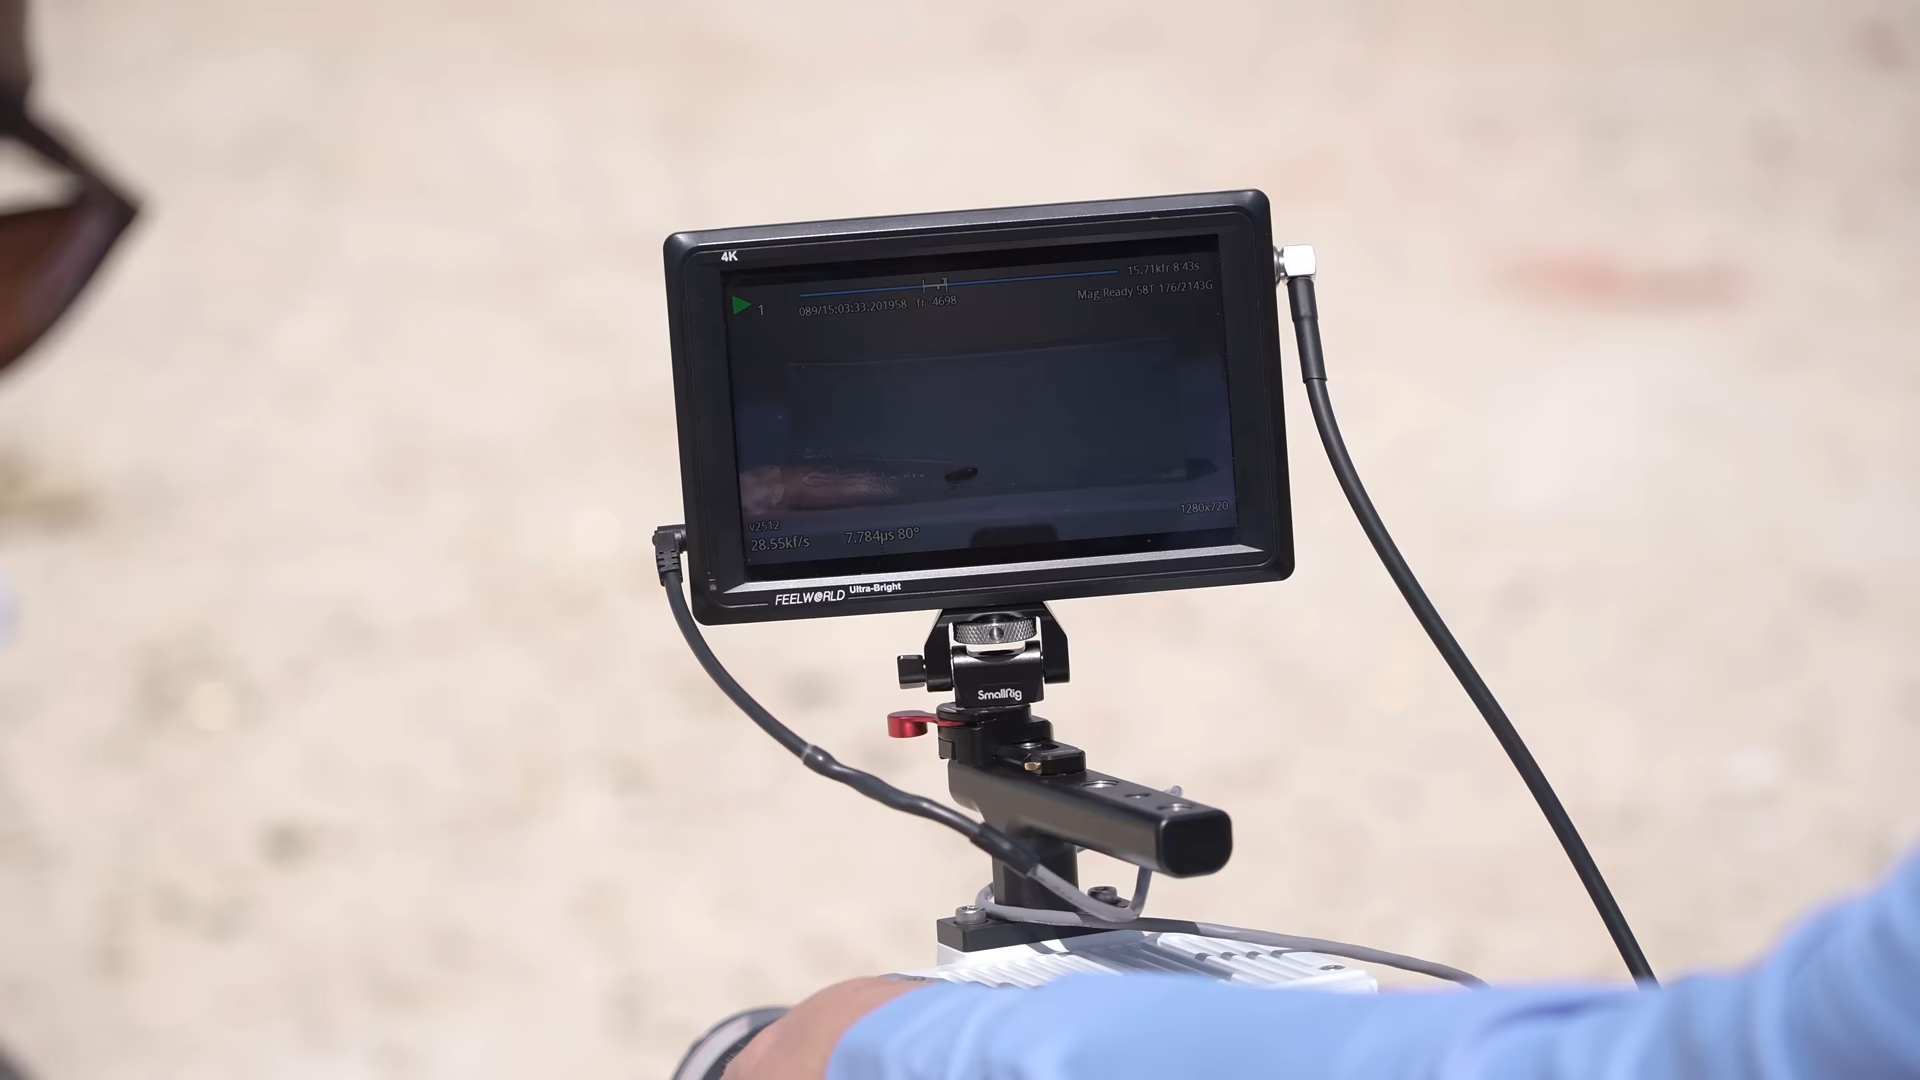 4K
15.71kfr 8'43s
1
089/15:03:33.201958 fr 4698
Mag Ready 58T 176/2143G
v2512
1280x720
28.55kf/s 7.784µs 80°
FEELWORLD Ultra-Bright
SmallRig